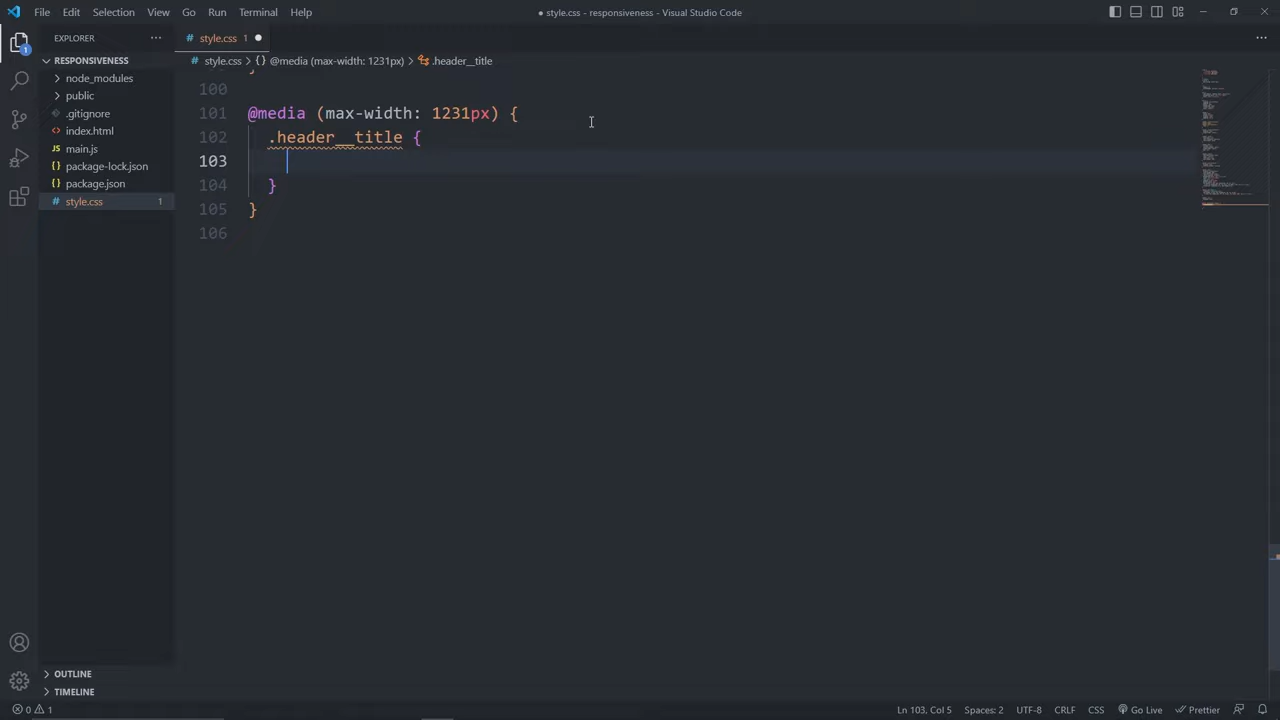 File Edit Selection View Go Run Terminal Help
● style.css - responsiveness - Visual Studio Code
EXPLORER
style.css 1
RESPONSIVENESS
style.css > {} @media (max-width: 1231px) > .header__title
node_modules
public
.gitignore
index.html
main.js
package-lock.json
package.json
style.css 1
100
101 @media (max-width: 1231px) {
102 .header__title {
103
104 }
105 }
106
OUTLINE
TIMELINE
0 1
Ln 103, Col 5 Spaces: 2 UTF-8 CRLF CSS Go Live Prettier